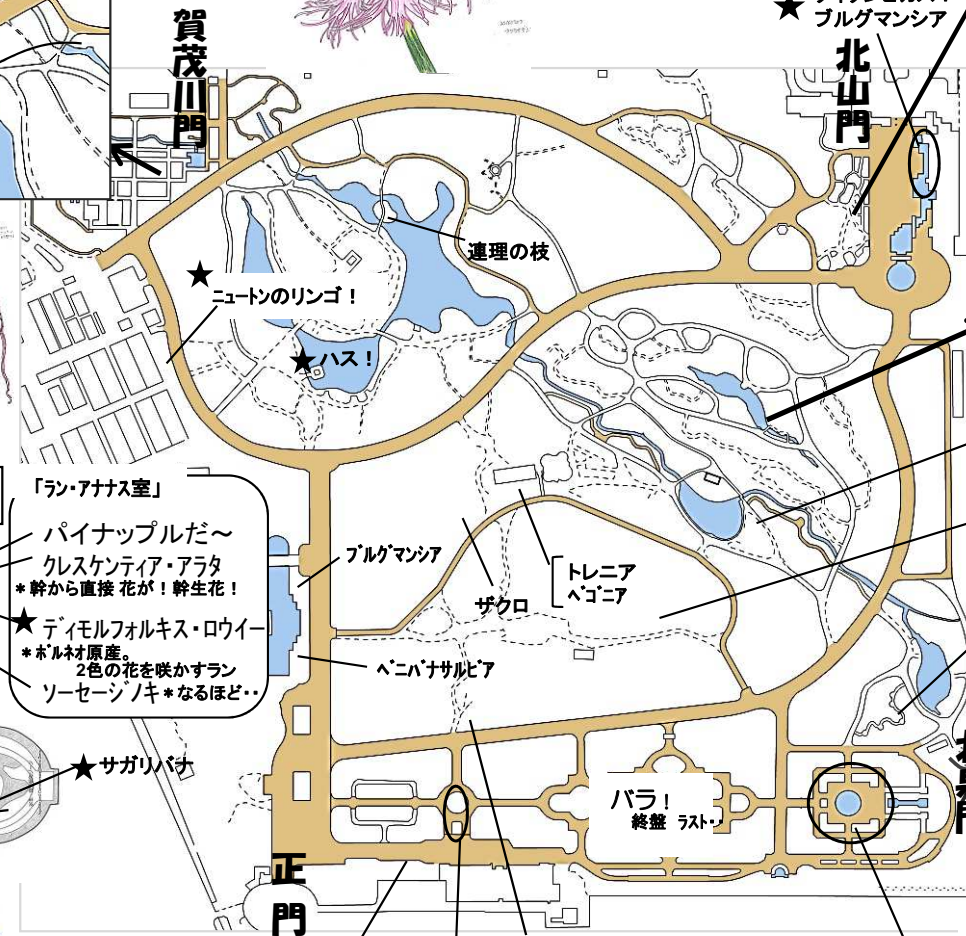 賀茂川門
★
ブルグマンシア
北山門
連理の枝
★
ニュートンのリンゴ！
★ハス！
「ラン・アナナス室」
パイナップルだ～
クレスケンティア・アラタ
＊幹から直接 花が！幹生花！
★ディモルフォルキス・ロウイー
＊ボルネオ原産。
2色の花を咲かすラン
ソーセージノキ＊なるほど‥
ブルグマンシア
ザクロ
トレニア
ベゴニア
ベニバナサルビア
★サガリバナ
バラ！
終盤 ラスト‥
正門